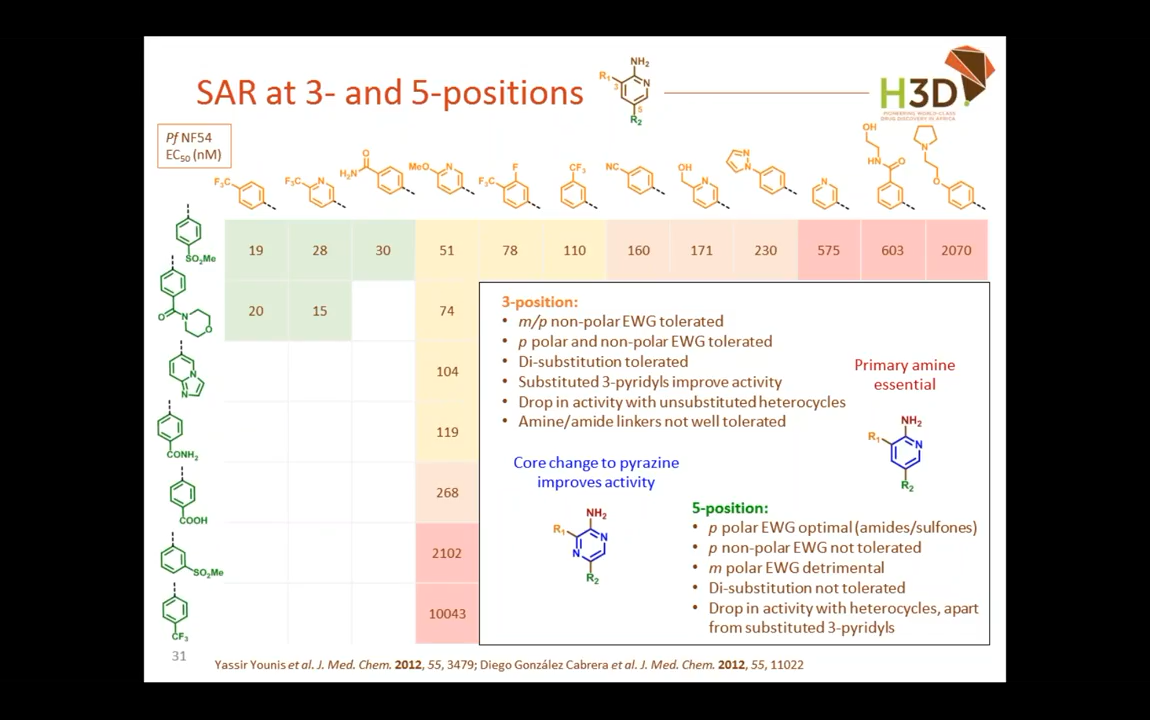 SAR at 3- and 5-positions
NH₂
R₁
3
N
5
R₂
H3D
PIONEERING WORLD-CLASS
DRUG DISCOVERY IN AFRICA
Pf NF54
EC₅₀ (nM)
F₃C
F₃C
N
H₂N
O
MeO
N
F₃C
F
CF₃
NC
OH
N
N
N
N
OH
HN
O
N
O
SO₂Me
19 28 30 51 78 110 160 171 230 575 603 2070
O
N
O
20 15 74
N
N
104
CONH₂
119
COOH
268
SO₂Me
2102
CF₃
10043
3-position:
• m/p non-polar EWG tolerated
• p polar and non-polar EWG tolerated
• Di-substitution tolerated
• Substituted 3-pyridyls improve activity
• Drop in activity with unsubstituted heterocycles
• Amine/amide linkers not well tolerated
Primary amine
essential
NH₂
R₁
N
R₂
Core change to pyrazine
improves activity
NH₂
R₁
N
N
R₂
5-position:
• p polar EWG optimal (amides/sulfones)
• p non-polar EWG not tolerated
• m polar EWG detrimental
• Di-substitution not tolerated
• Drop in activity with heterocycles, apart
from substituted 3-pyridyls
31
Yassir Younis et al. J. Med. Chem. 2012, 55, 3479; Diego González Cabrera et al. J. Med. Chem. 2012, 55, 11022